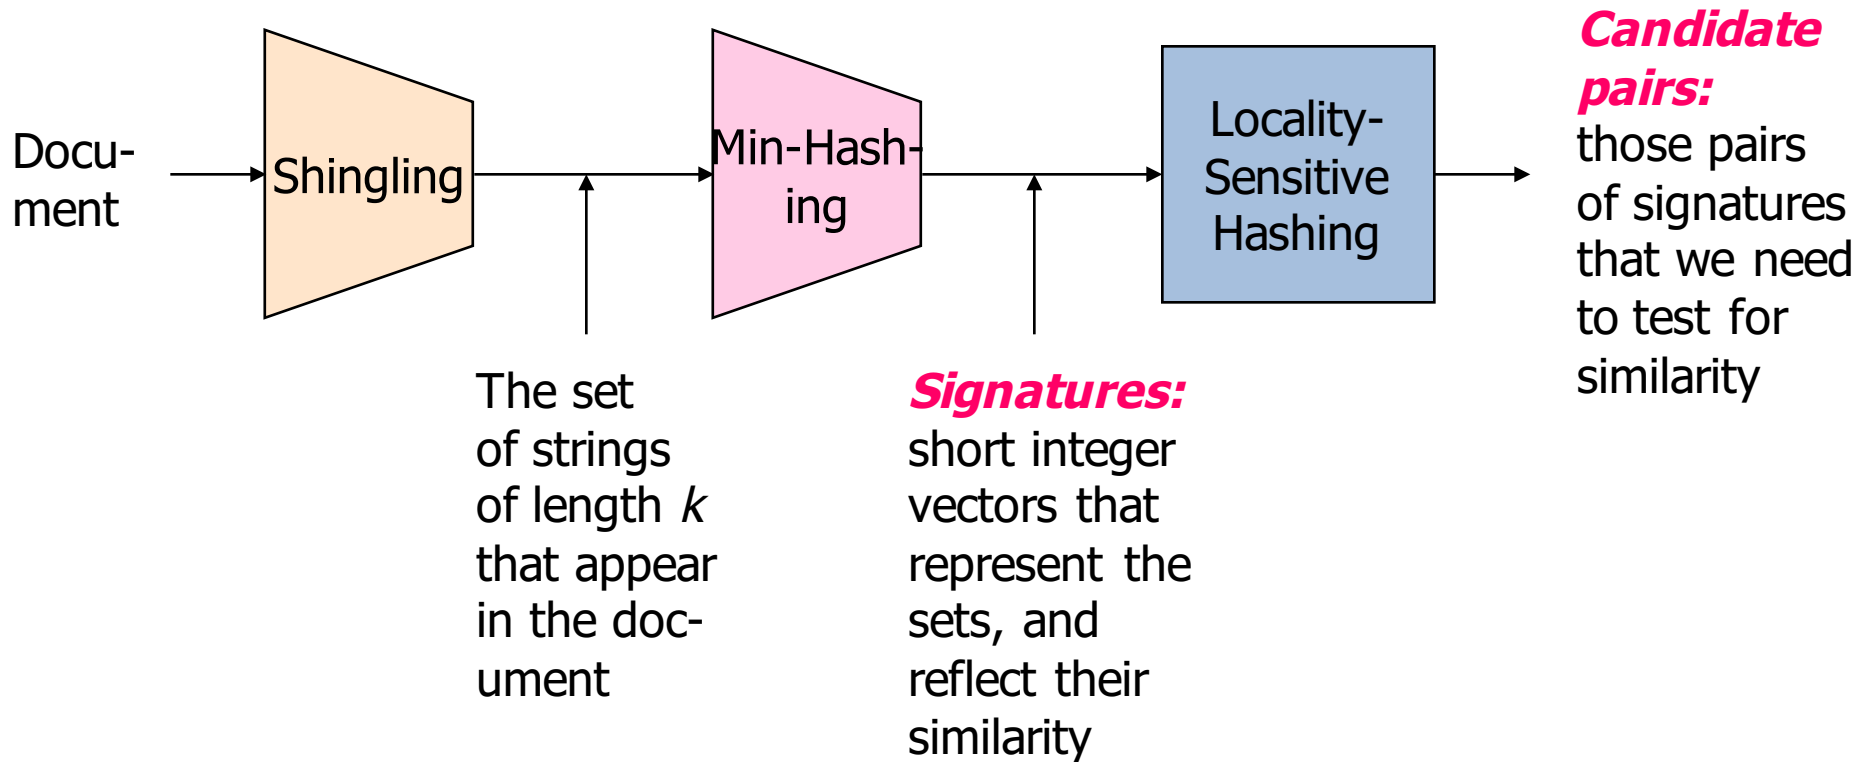 Docu-
ment
Shingling
Min-Hash-
ing
Locality-
Sensitive
Hashing
Candidate
pairs:
those pairs
of signatures
that we need
to test for
similarity
The set
of strings
of length k
that appear
in the doc-
ument
Signatures:
short integer
vectors that
represent the
sets, and
reflect their
similarity